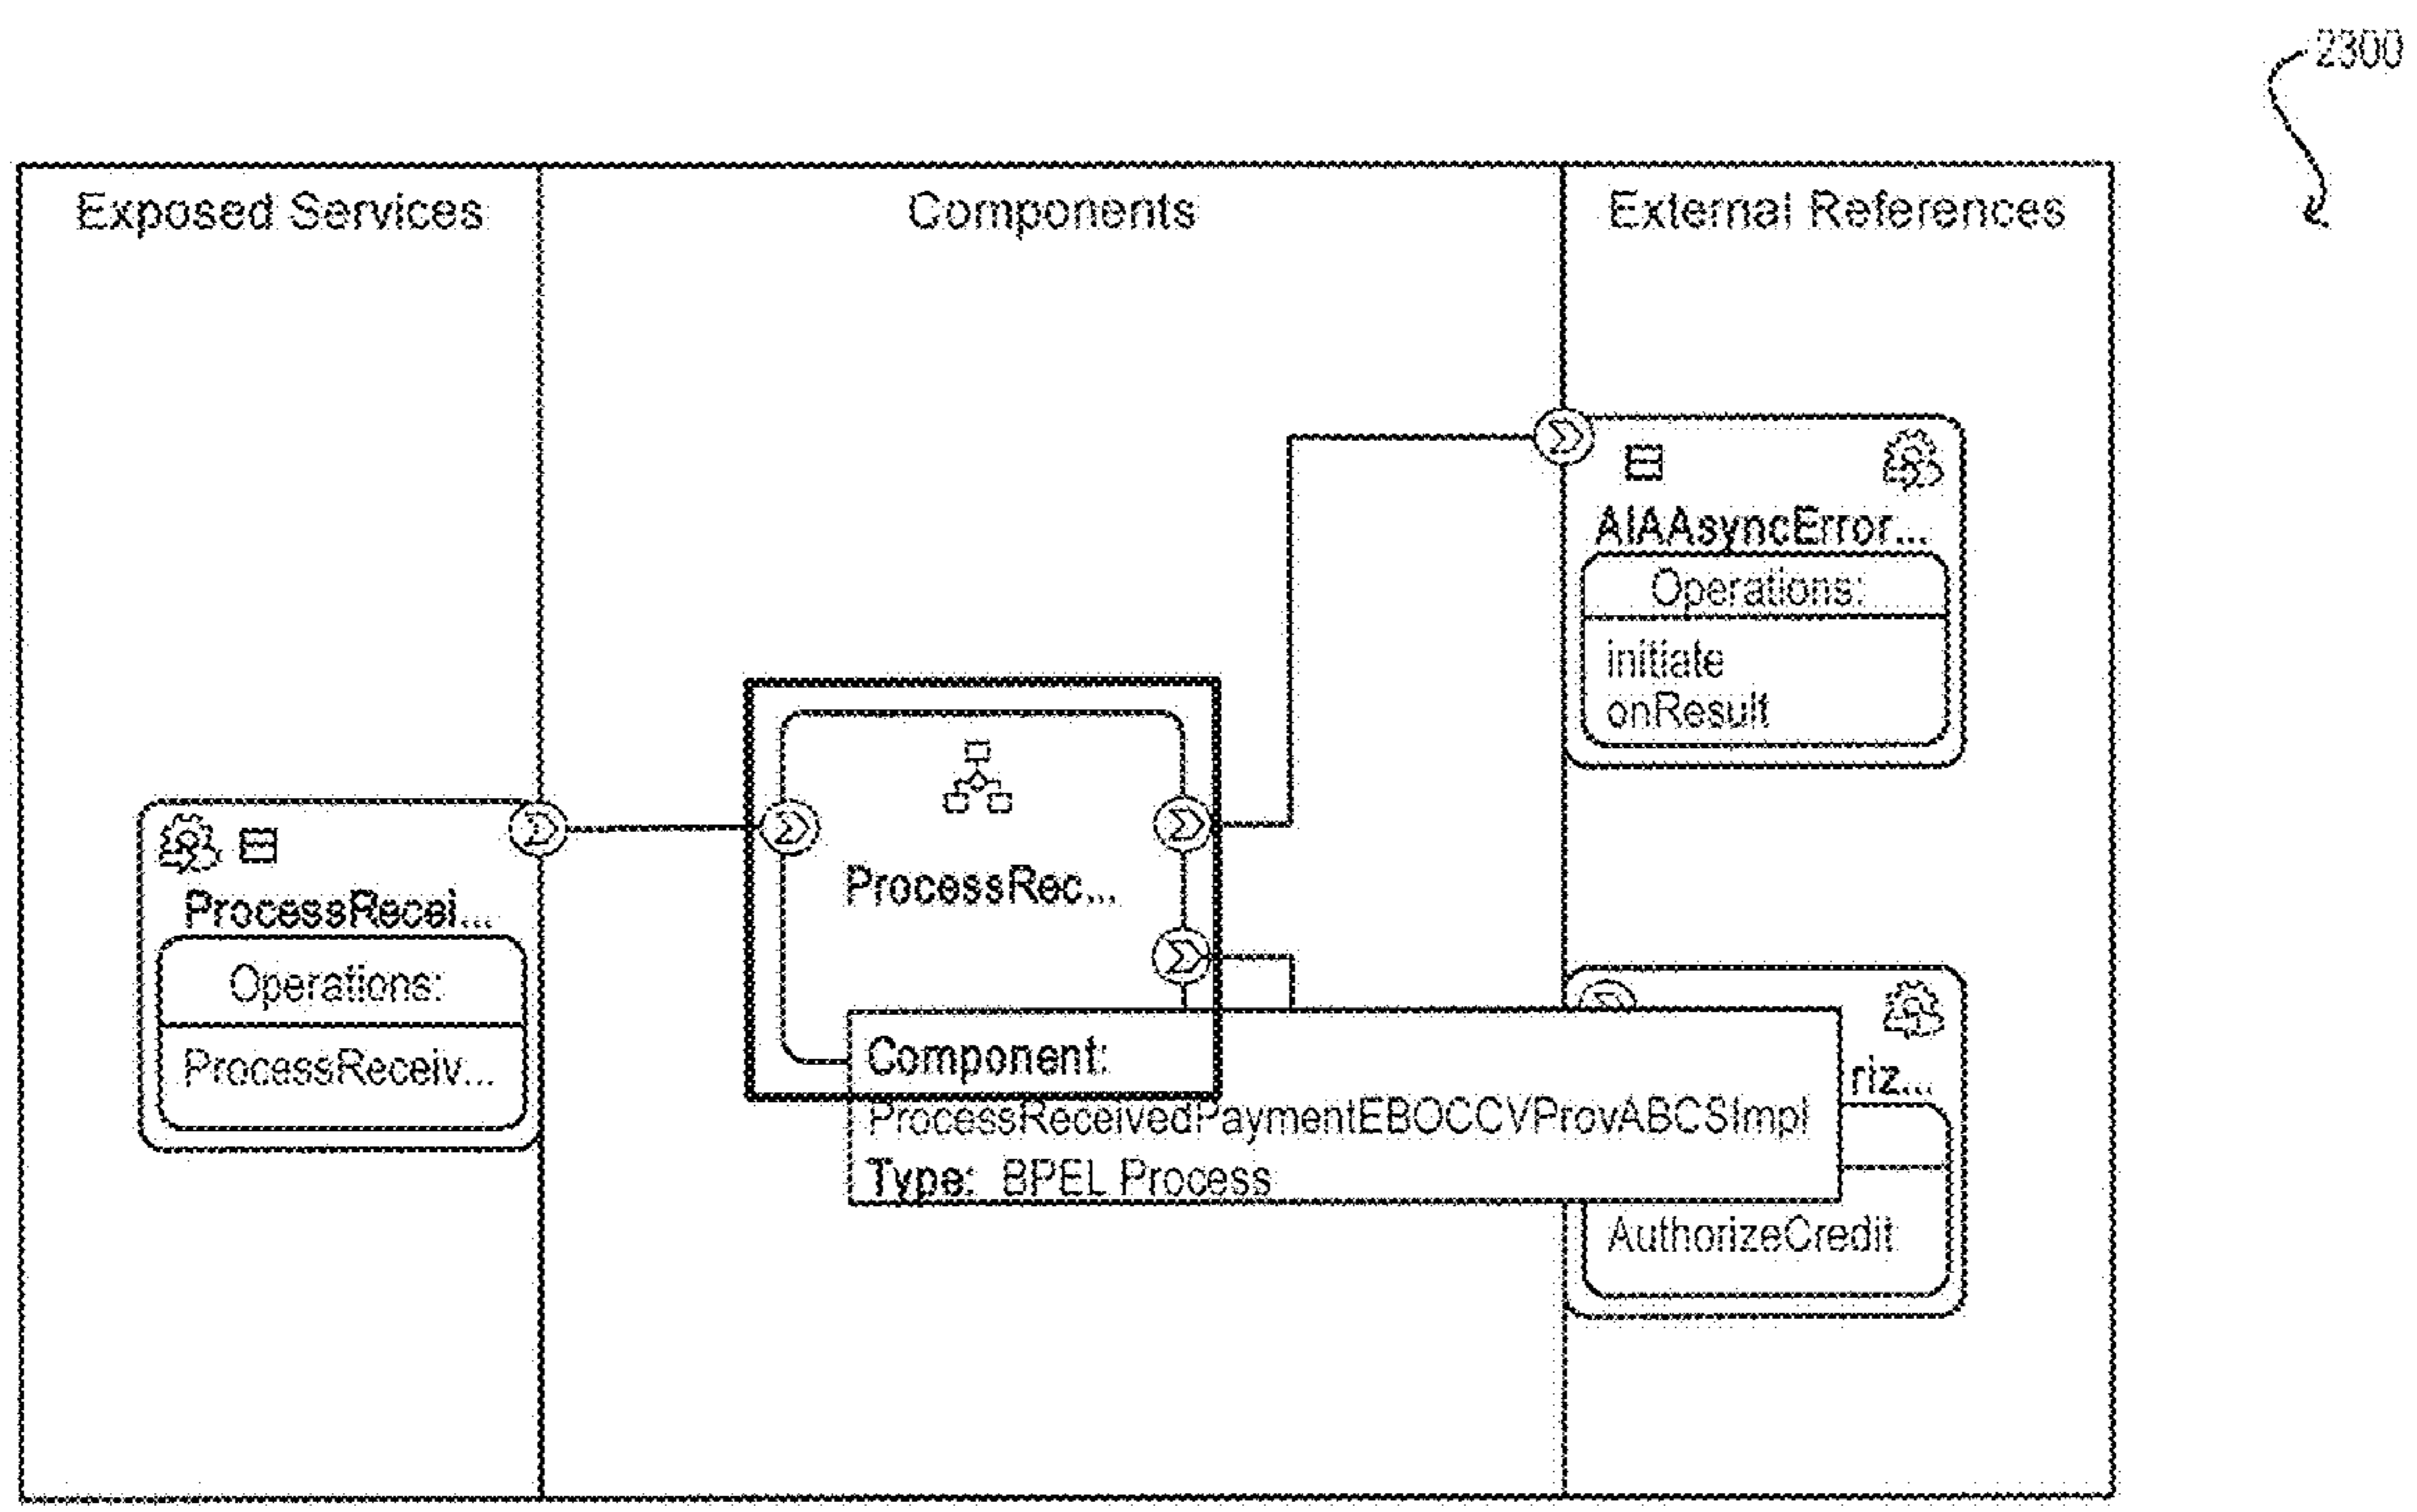 2300
Exposed Services
Components
External References
AIAAsyncError...
Operations:
initiate
onResult
ProcessRec...
ProcessRecei...
Operations:
ProcessReceiv...
Component:
ProcessReceivedPaymentEBOCCVProvABCSImpl
Type: BPEL Process
riz...
AuthorizeCredit